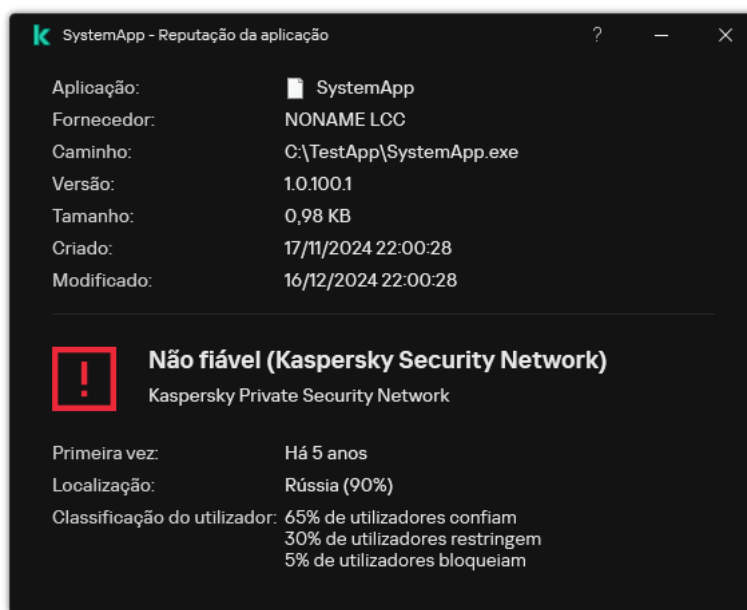 SystemApp - Reputação da aplicação ?
Aplicação: SystemApp
Fornecedor: NONAME LCC
Caminho: C:\TestApp\SystemApp.exe
Versão: 1.0.100.1
Tamanho: 0,98 KB
Criado: 17/11/2024 22:00:28
Modificado: 16/12/2024 22:00:28
!
Não fiável (Kaspersky Security Network)
Kaspersky Private Security Network
Primeira vez: Há 5 anos
Localização: Rússia (90%)
Classificação do utilizador: 65% de utilizadores confiam
30% de utilizadores restringem
5% de utilizadores bloqueiam